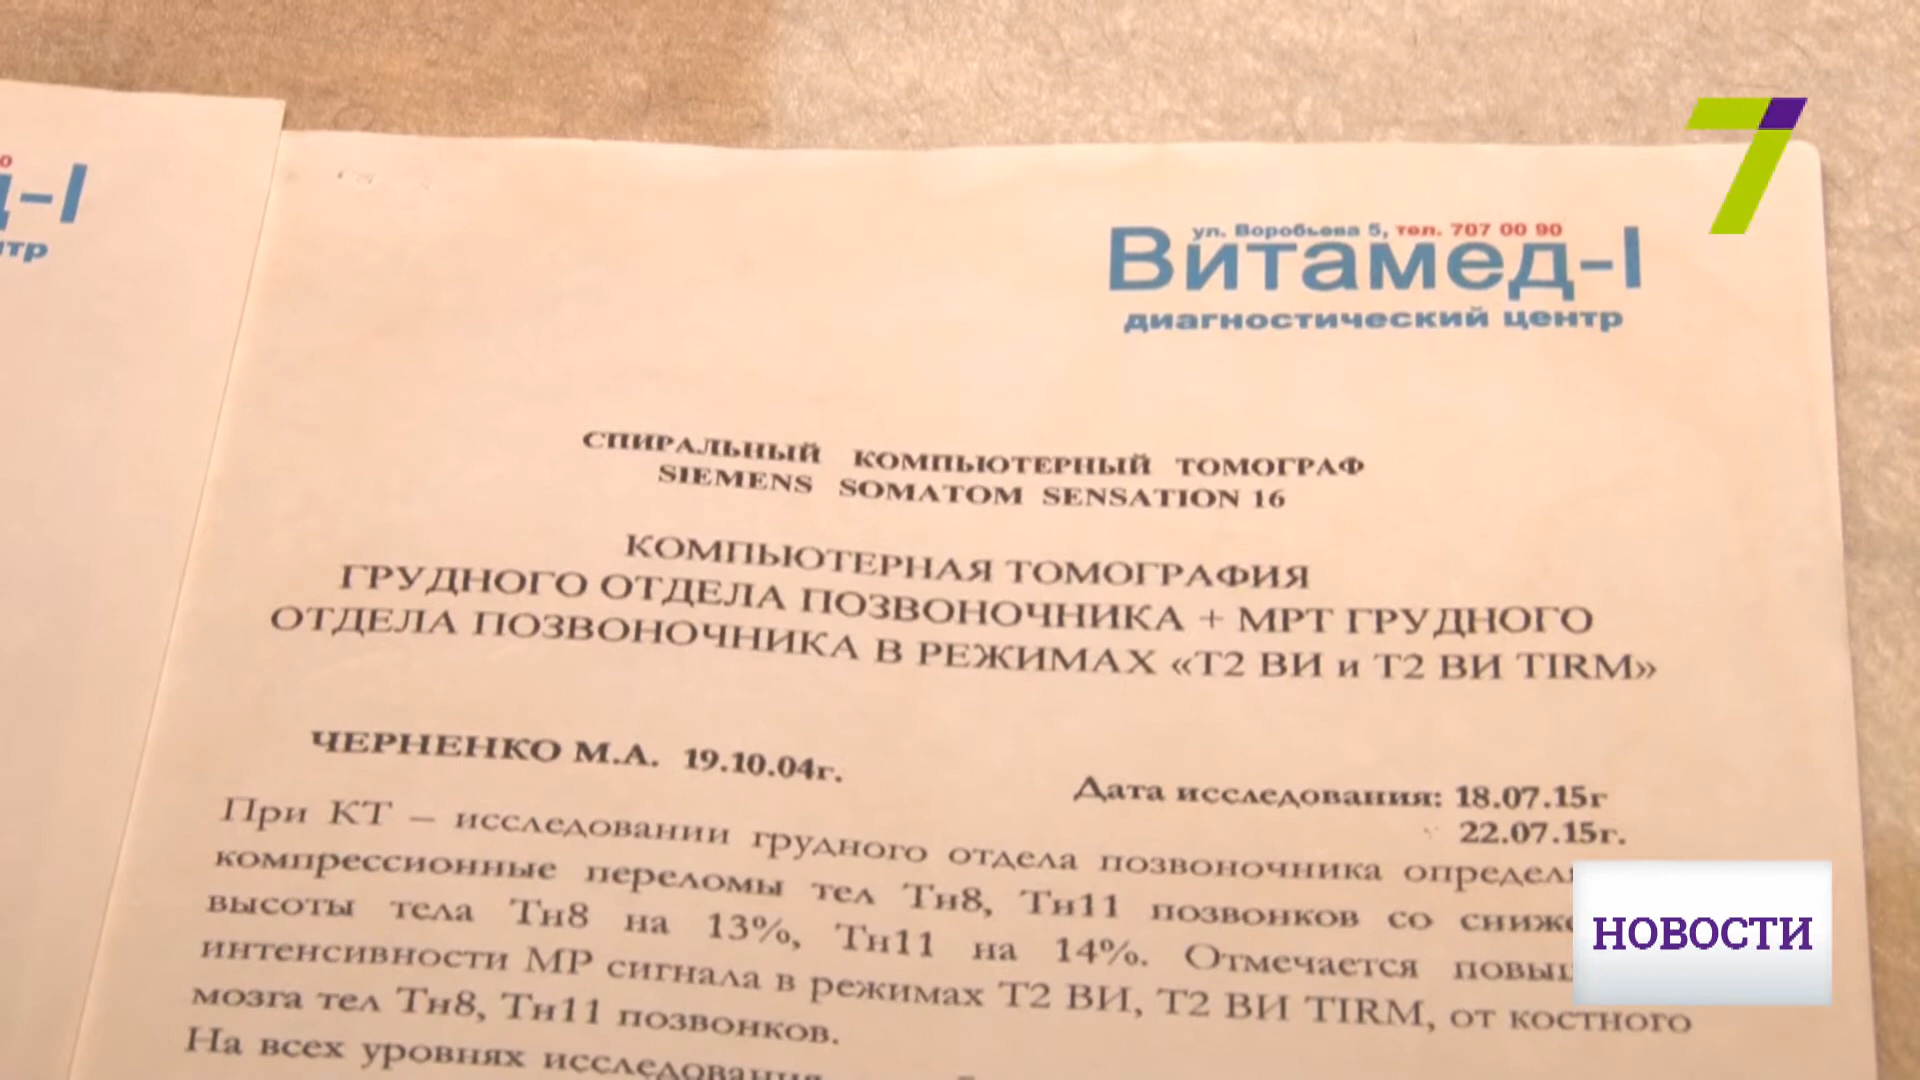 7
д-I
нтр
ул. Воробьева 5, тел. 707 00 90
Витамед-I
диагностический центр
СПИРАЛЬНЫЙ КОМПЬЮТЕРНЫЙ ТОМОГРАФ
SIEMENS SOMATOM SENSATION 16
КОМПЬЮТЕРНАЯ ТОМОГРАФИЯ
ГРУДНОГО ОТДЕЛА ПОЗВОНОЧНИКА + МРТ ГРУДНОГО
ОТДЕЛА ПОЗВОНОЧНИКА В РЕЖИМАХ «Т2 ВИ и Т2 ВИ TIRM»
ЧЕРНЕНКО М.А. 19.10.04г.
Дата исследования: 18.07.15г
22.07.15г.
При КТ – исследовании грудного отдела позвоночника определ
компрессионные переломы тел Тн8, Тн11 позвонков со сниже
высоты тела Тн8 на 13%, Тн11 на 14%. Отмечается повыш
интенсивности МР сигнала в режимах Т2 ВИ, Т2 ВИ TIRM, от костного
мозга тел Тн8, Тн11 позвонков.
На всех уровнях исследования
НОВОСТИ